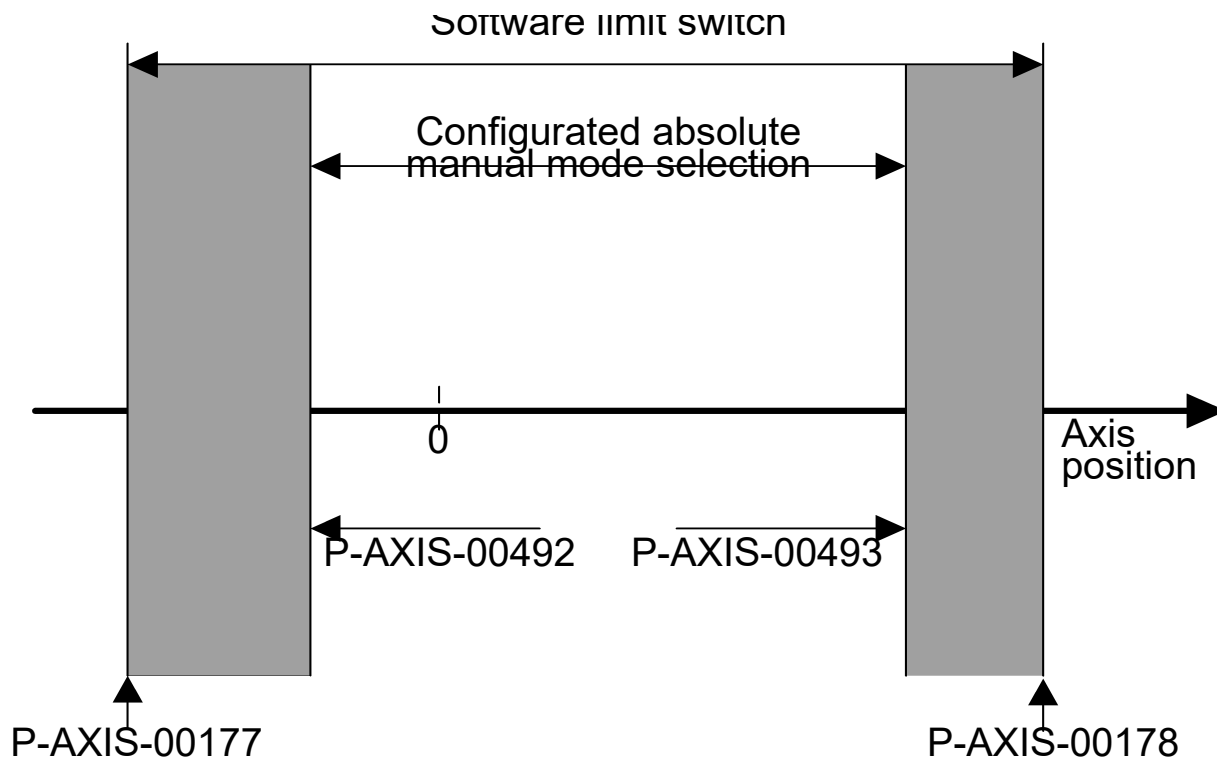 Software limit switch
Configurated absolute
manual mode selection
0
Axis
position
P-AXIS-00492
P-AXIS-00493
P-AXIS-00177
P-AXIS-00178